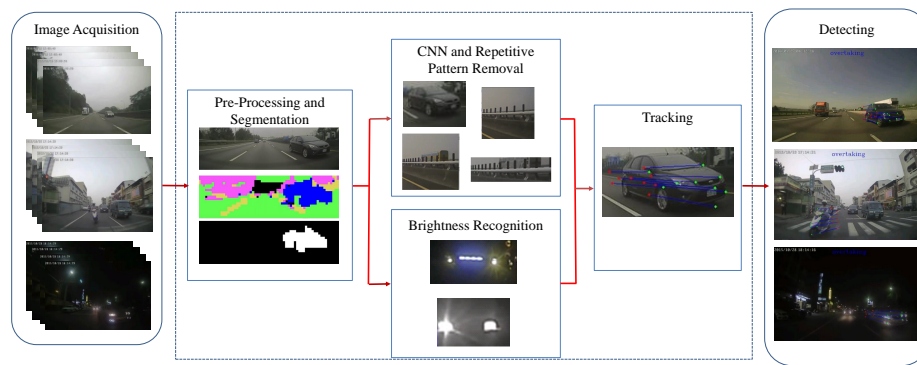 Image Acquisition
Pre-Processing and
Segmentation
CNN and Repetitive
Pattern Removal
Brightness Recognition
Tracking
Detecting
overtaking
overtaking
overtaking